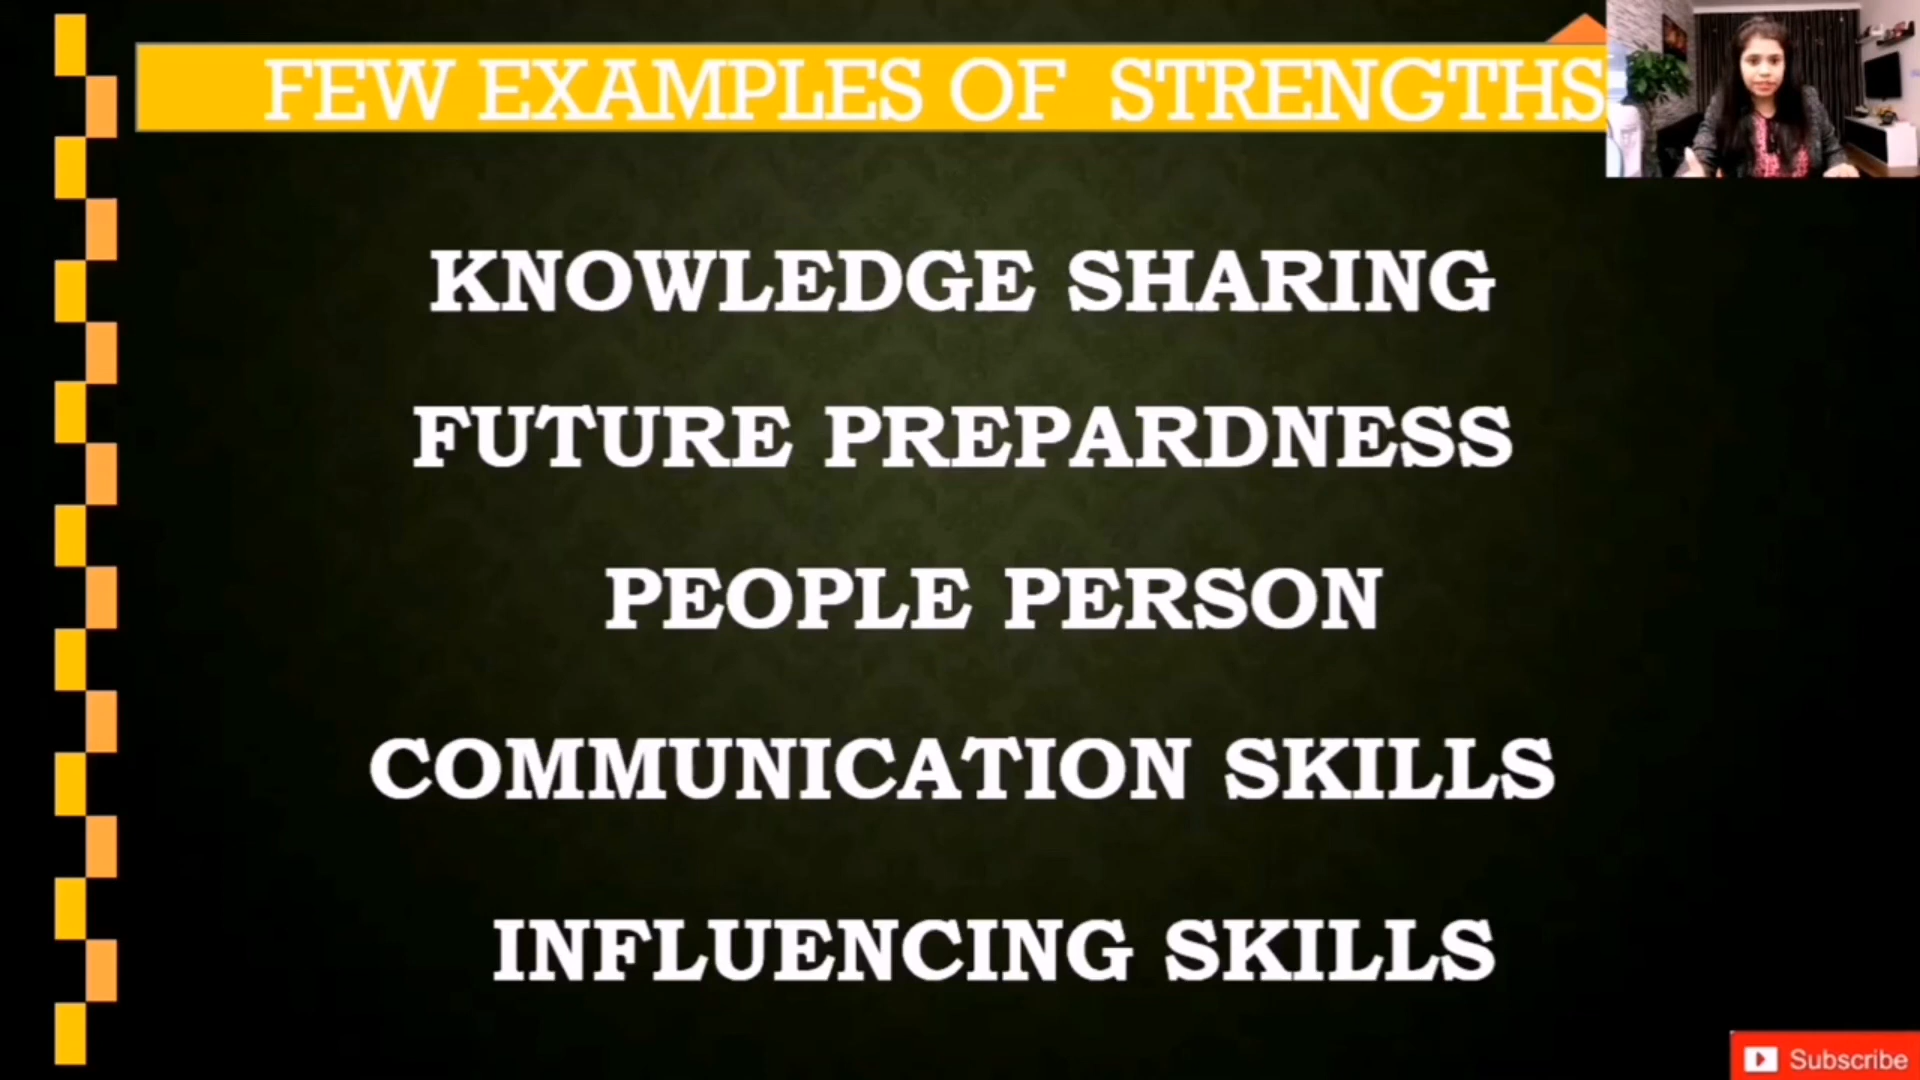 FEW EXAMPLES OF STRENGTHS
KNOWLEDGE SHARING
FUTURE PREPARDNESS
PEOPLE PERSON
COMMUNICATION SKILLS
INFLUENCING SKILLS
Subscribe